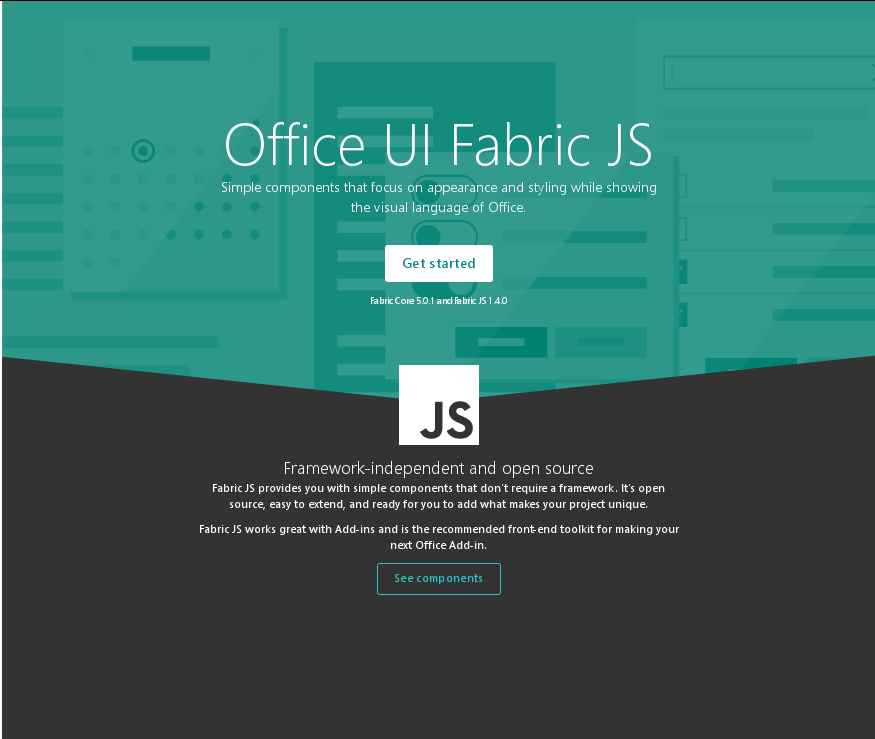 Office UI Fabric JS
Simple components that focus on appearance and styling while showing
the visual language of Office.
Get started
Fabric Core 5.0.1 and Fabric JS 1.4.0
JS
Framework-independent and open source
Fabric JS provides you with simple components that don't require a framework. It's open
source, easy to extend, and ready for you to add what makes your project unique.
Fabric JS works great with Add-ins and is the recommended front-end toolkit for making your
next Office Add-in.
See components